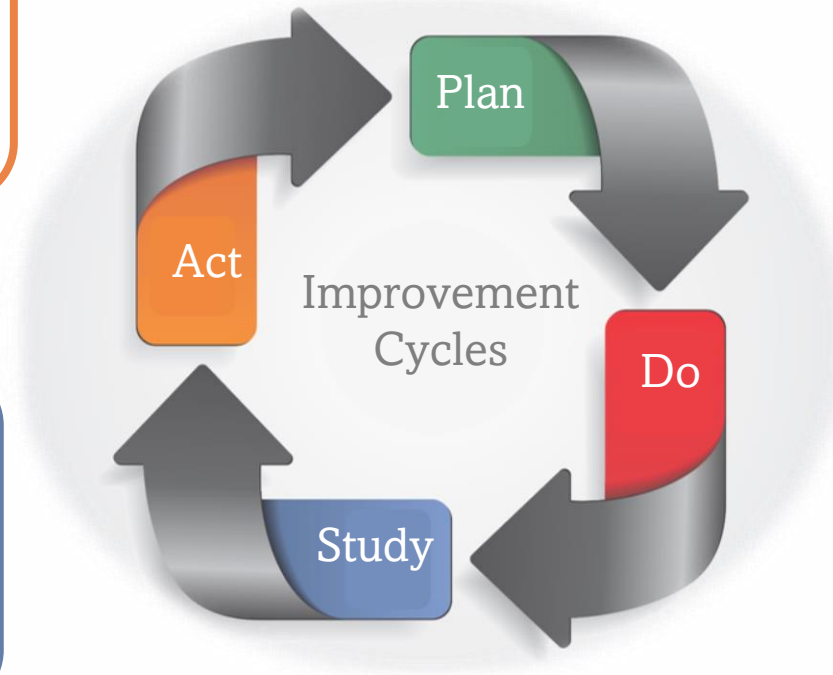 Plan
Act
Improvement
Cycles
Do
Study